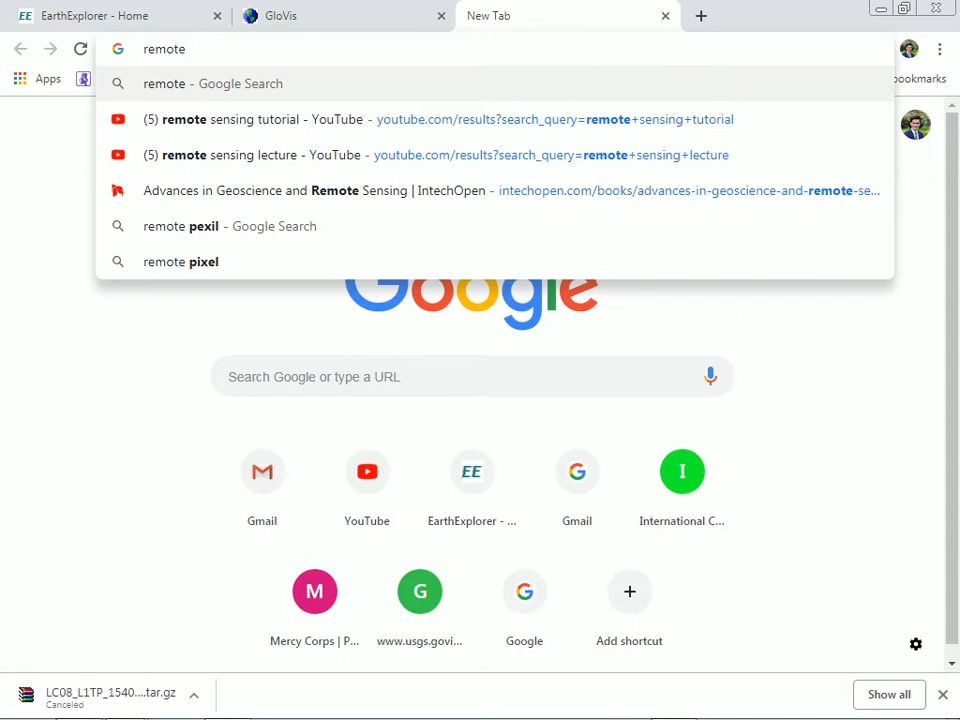 EE EarthExplorer - Home
GloVis
New Tab
remote
Apps
bookmarks
remote - Google Search
(5) remote sensing tutorial - YouTube - youtube.com/results?search_query=remote+sensing+tutorial
(5) remote sensing lecture - YouTube - youtube.com/results?search_query=remote+sensing+lecture
Advances in Geoscience and Remote Sensing | IntechOpen - intechopen.com/books/advances-in-geoscience-and-remote-se...
remote pexil - Google Search
remote pixel
Google
Search Google or type a URL
EE
I
Gmail
YouTube
EarthExplorer - ...
Gmail
International C...
M
G
Mercy Corps | P...
www.usgs.govi...
Google
Add shortcut
LC08_L1TP_1540....tar.gz
Canceled
Show all